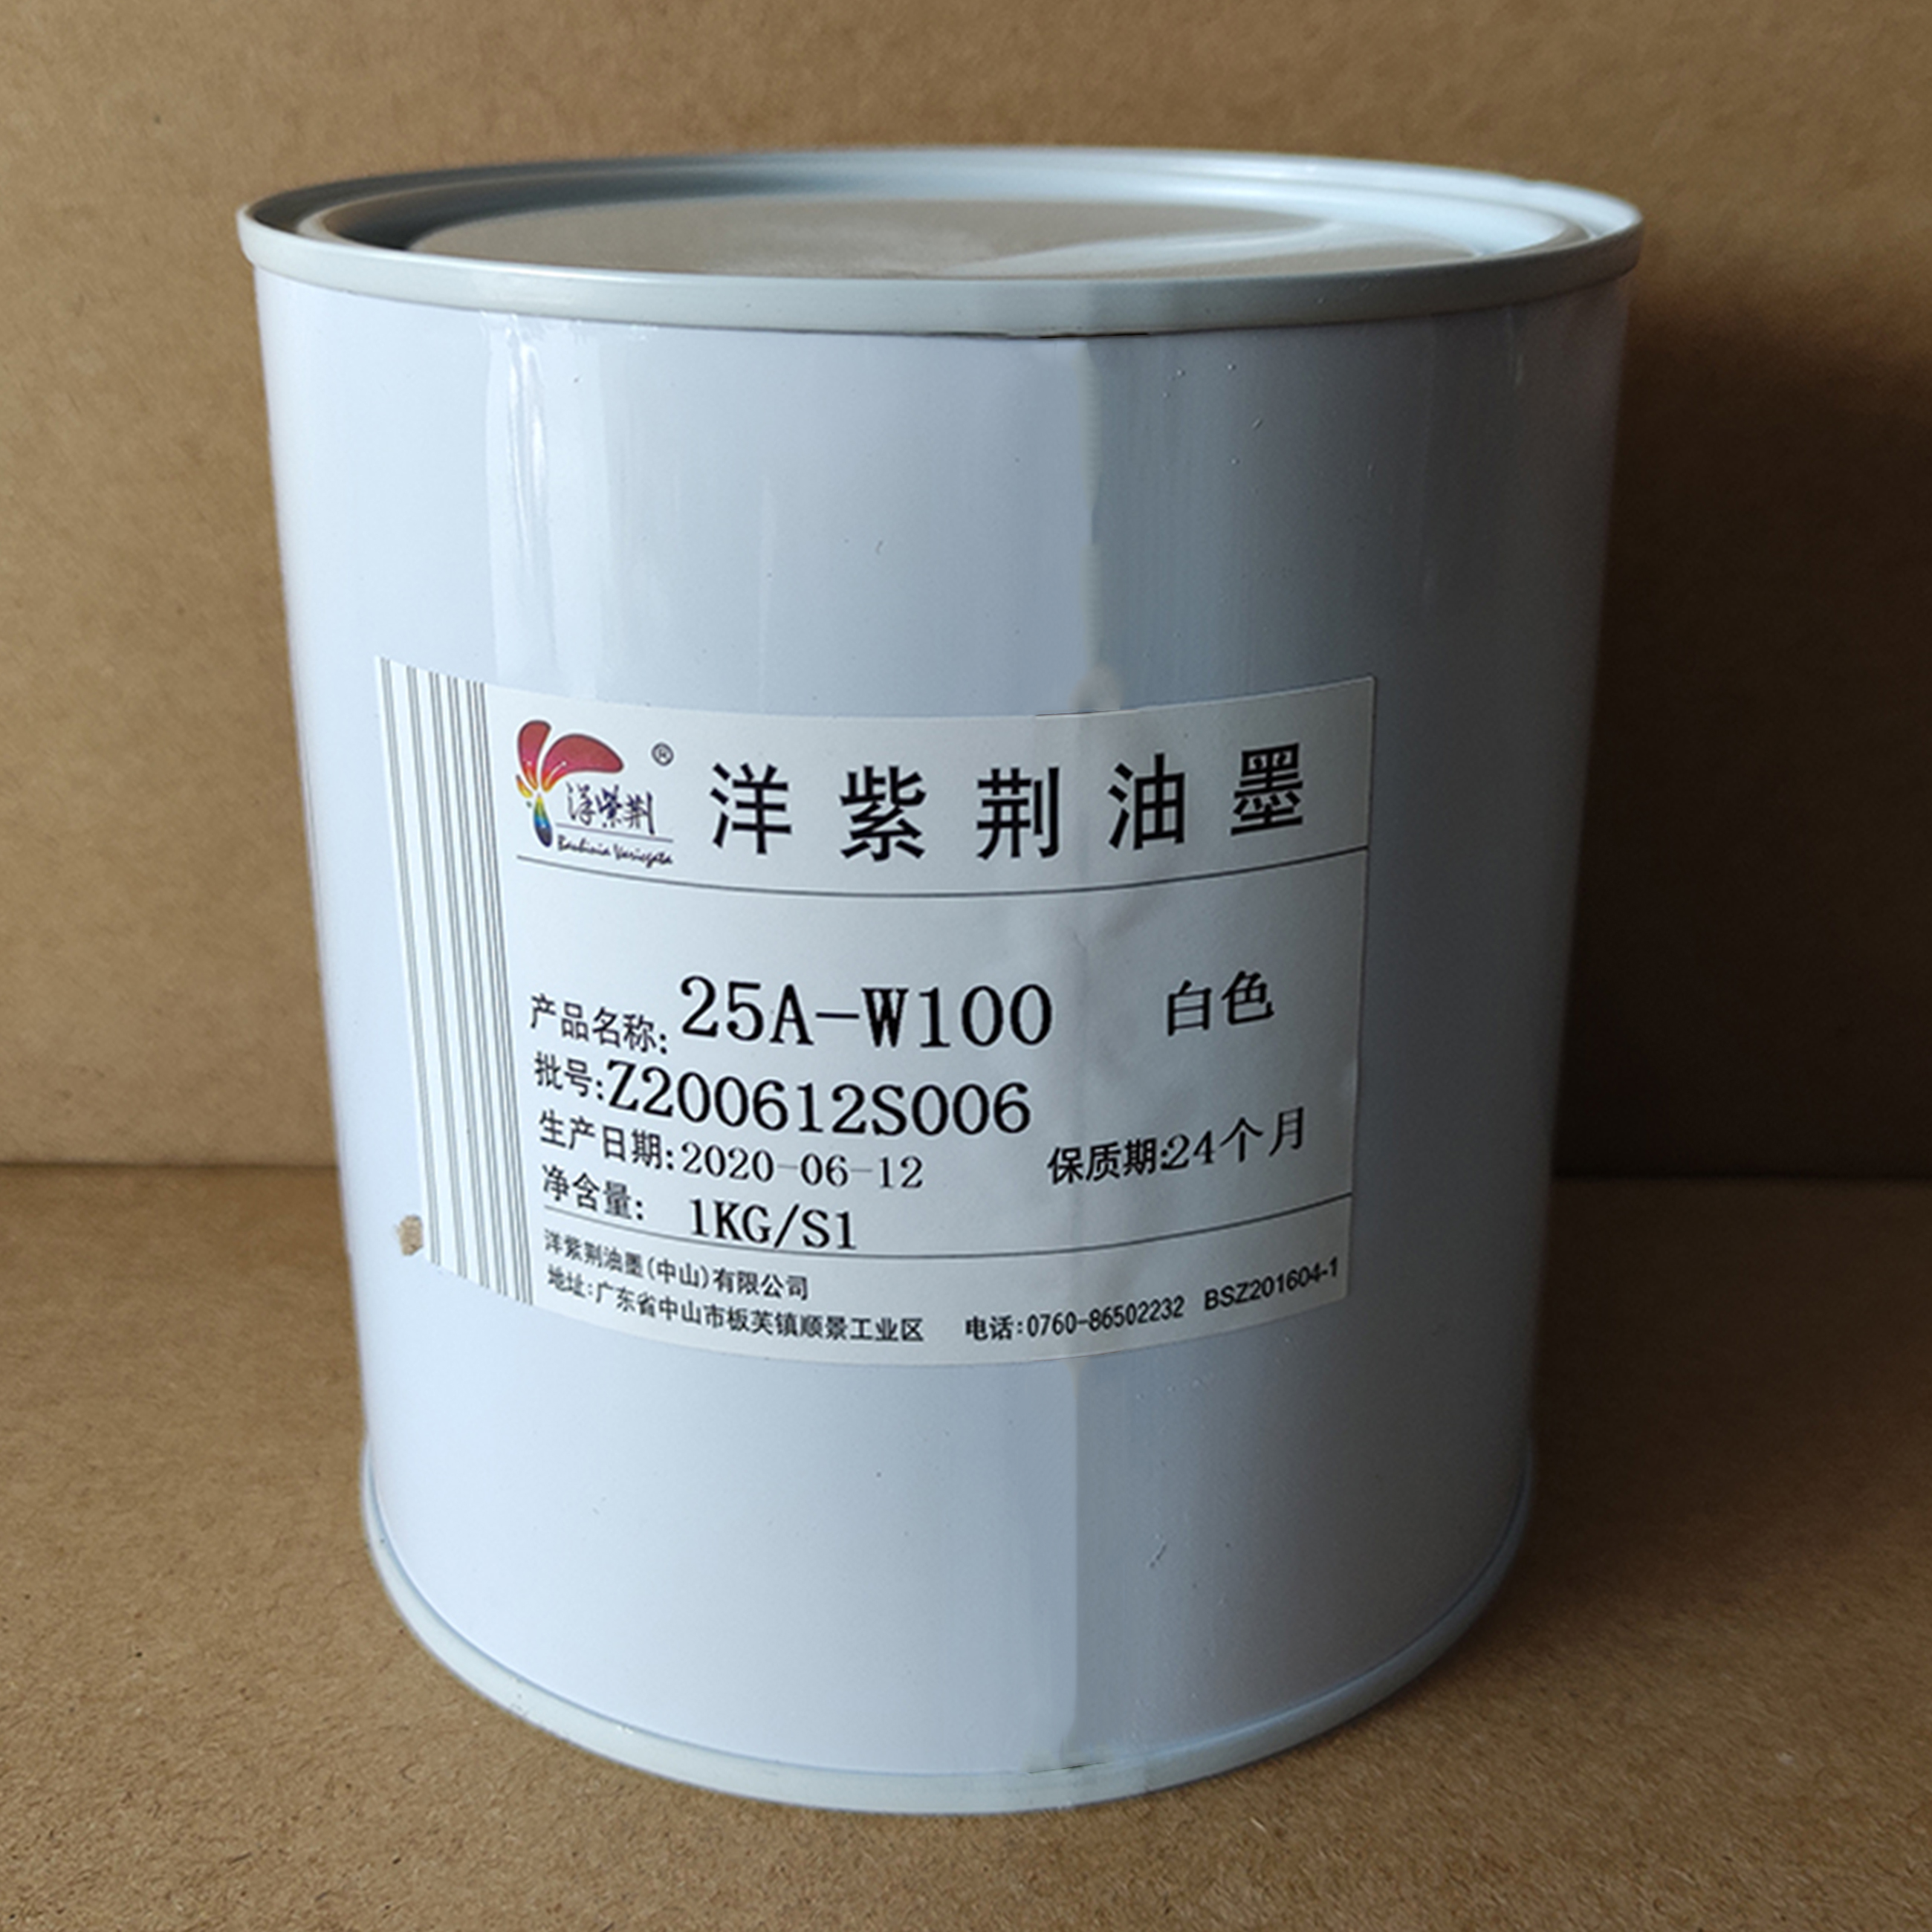 洋紫荆®
Bauhinia Variegata
洋紫荆油墨
产品名称: 25A-W100 白色
批号:Z200612S006
生产日期:2020-06-12 保质期:24个月
净含量: 1KG/S1
洋紫荆油墨(中山)有限公司
地址:广东省中山市板芙镇顺景工业区 电话:0760-86502232 BSZ201604-1